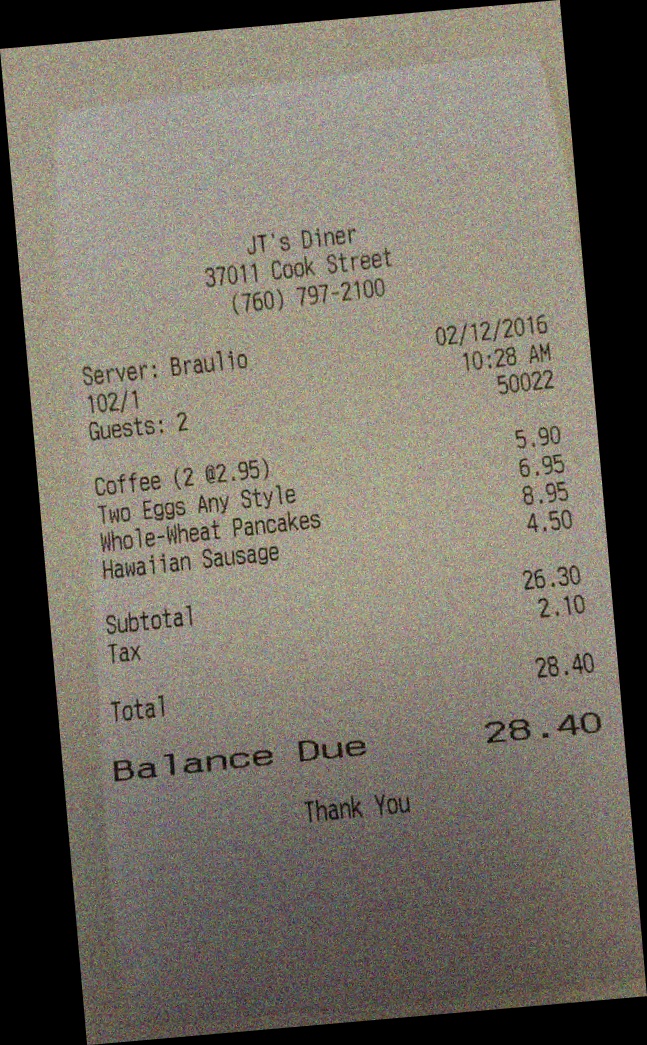 JT's Diner
37011 Cook Street
(760) 797-2100
Server: Braulio 02/12/2016
102/1 10:28 AM
Guests: 2 50022
Coffee (2 @2.95) 5.90
Two Eggs Any Style 6.95
Whole-Wheat Pancakes 8.95
Hawaiian Sausage 4.50
Subtotal 26.30
Tax 2.10
Total 28.40
Balance Due 28.40
Thank You